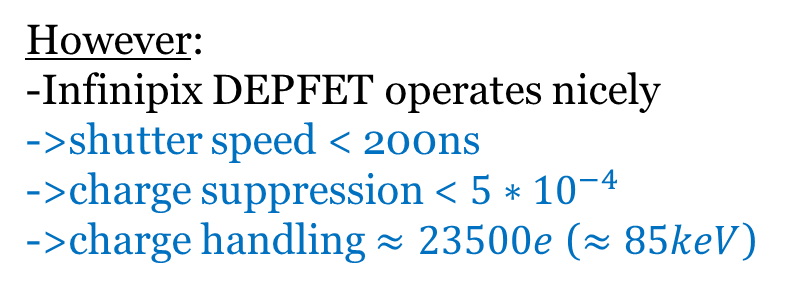 However:
-Infinipix DEPFET operates nicely
->shutter speed < 200ns
->charge suppression < 5 * 10⁻⁴
->charge handling ≈ 23500e (≈ 85keV)